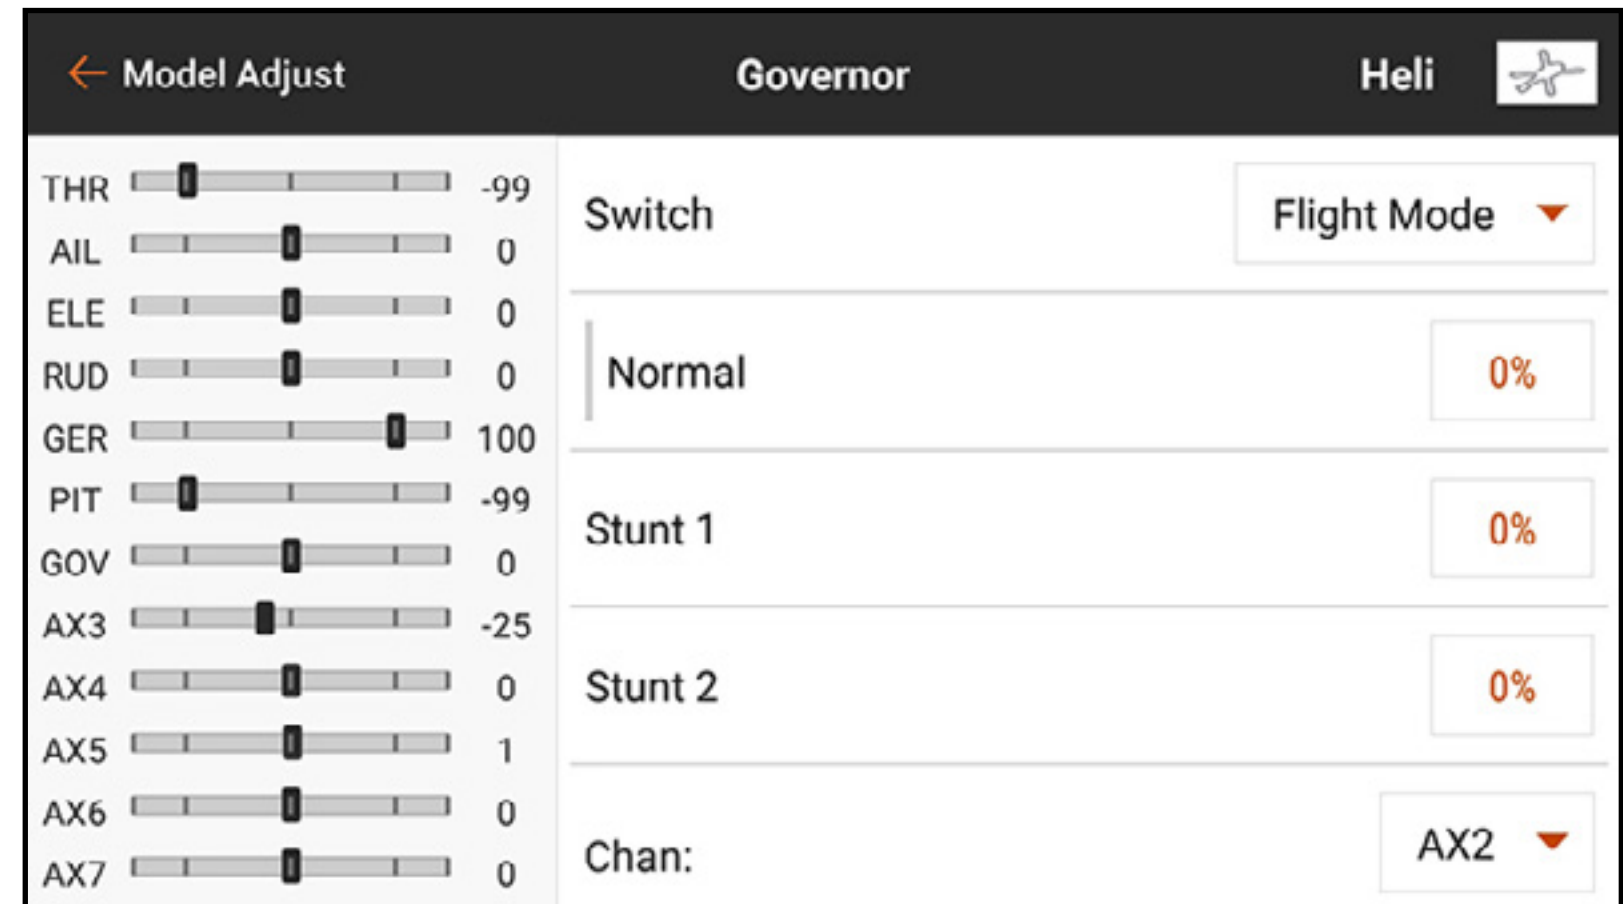 Model Adjust Governor Heli
THR -99
AIL 0
ELE 0
RUD 0
GER 100
PIT -99
GOV 0
AX3 -25
AX4 0
AX5 1
AX6 0
AX7 0
Switch Flight Mode
Normal 0%
Stunt 1 0%
Stunt 2 0%
Chan: AX2